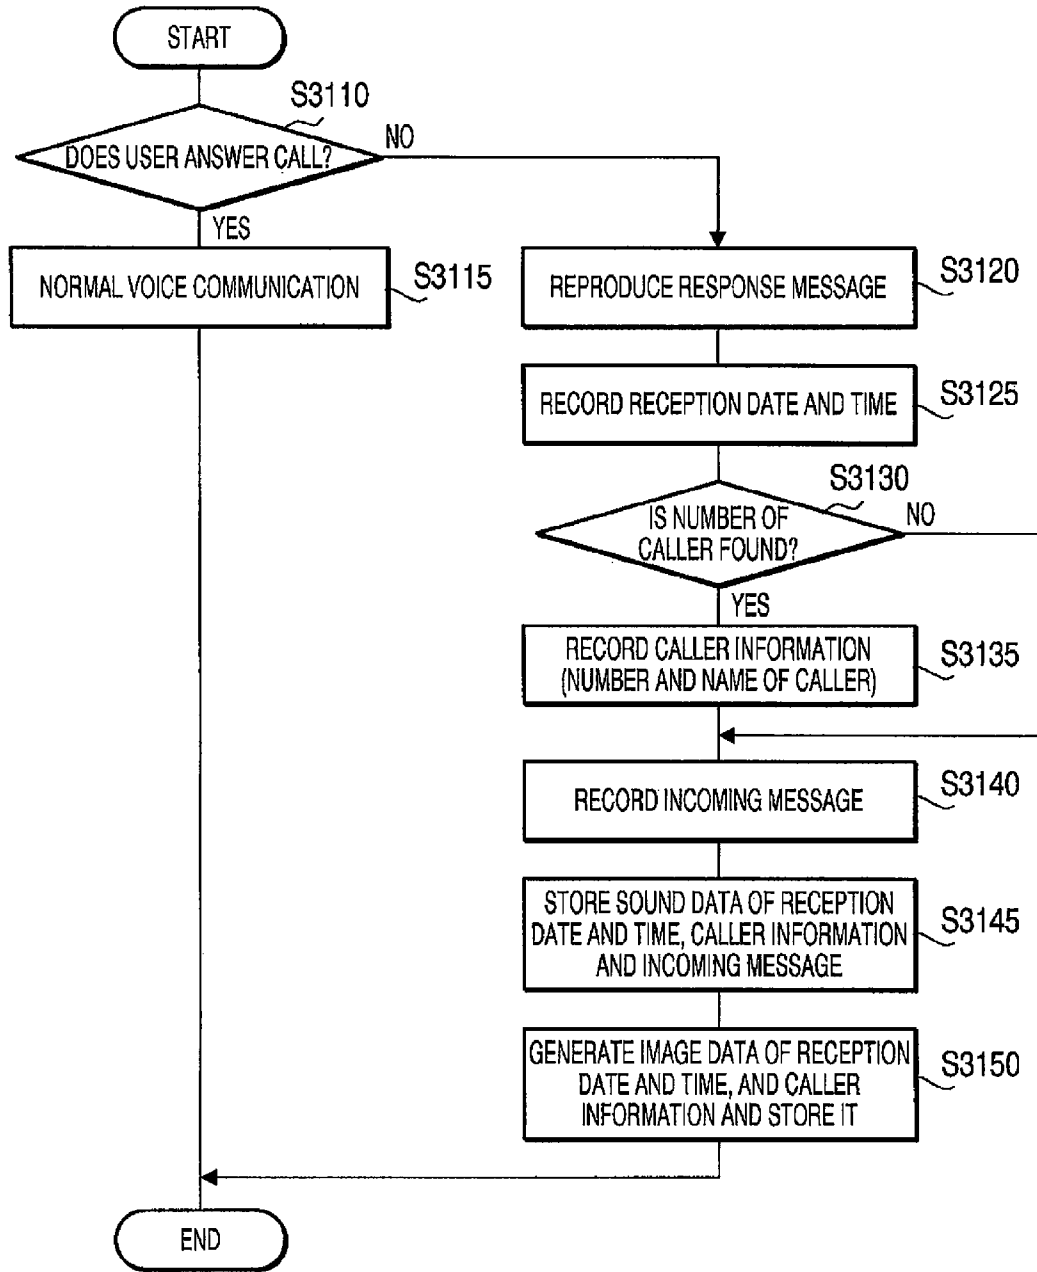 START
S3110
DOES USER ANSWER CALL?
NO
YES
NORMAL VOICE COMMUNICATION
S3115
REPRODUCE RESPONSE MESSAGE
S3120
RECORD RECEPTION DATE AND TIME
S3125
S3130
IS NUMBER OF
CALLER FOUND?
NO
YES
RECORD CALLER INFORMATION
(NUMBER AND NAME OF CALLER)
S3135
RECORD INCOMING MESSAGE
S3140
STORE SOUND DATA OF RECEPTION
DATE AND TIME, CALLER INFORMATION
AND INCOMING MESSAGE
S3145
GENERATE IMAGE DATA OF RECEPTION
DATE AND TIME, AND CALLER
INFORMATION AND STORE IT
S3150
END